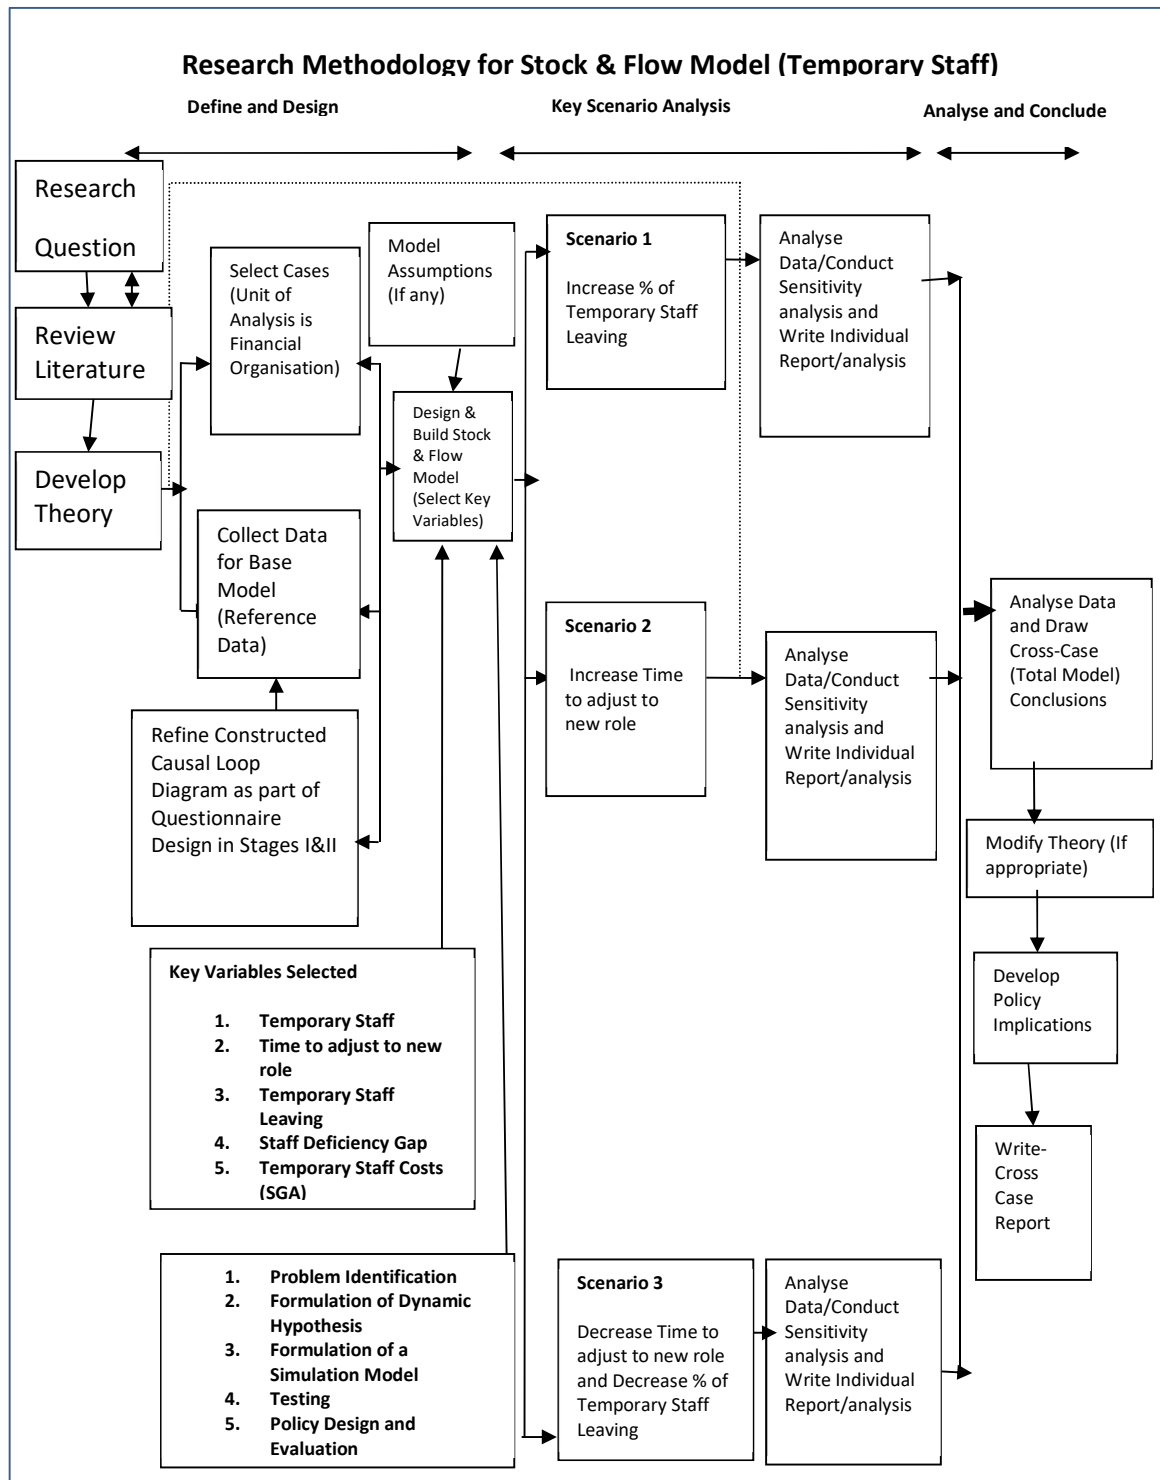 Research Methodology for Stock & Flow Model (Temporary Staff)
Define and Design
Key Scenario Analysis
Analyse and Conclude
Research
Question
Review
Literature
Develop
Theory
Select Cases
(Unit of
Analysis is
Financial
Organisation)
Collect Data
for Base
Model
(Reference
Data)
Refine Constructed
Causal Loop
Diagram as part of
Questionnaire
Design in Stages I&II
Model
Assumptions
(If any)
Design &
Build Stock
& Flow
Model
(Select Key
Variables)
Key Variables Selected
1. Temporary Staff
2. Time to adjust to new
role
3. Temporary Staff
Leaving
4. Staff Deficiency Gap
5. Temporary Staff Costs
(SGA)
1. Problem Identification
2. Formulation of Dynamic
Hypothesis
3. Formulation of a
Simulation Model
4. Testing
5. Policy Design and
Evaluation
Scenario 1
Increase % of
Temporary Staff
Leaving
Analyse
Data/Conduct
Sensitivity
analysis and
Write Individual
Report/analysis
Scenario 2
Increase Time
to adjust to
new role
Analyse
Data/Conduct
Sensitivity
analysis and
Write Individual
Report/analysis
Scenario 3
Decrease Time to
adjust to new role
and Decrease % of
Temporary Staff
Leaving
Analyse
Data/Conduct
Sensitivity
analysis and
Write Individual
Report/analysis
Analyse Data
and Draw
Cross-Case
(Total Model)
Conclusions
Modify Theory (If
appropriate)
Develop
Policy
Implications
Write-
Cross
Case
Report